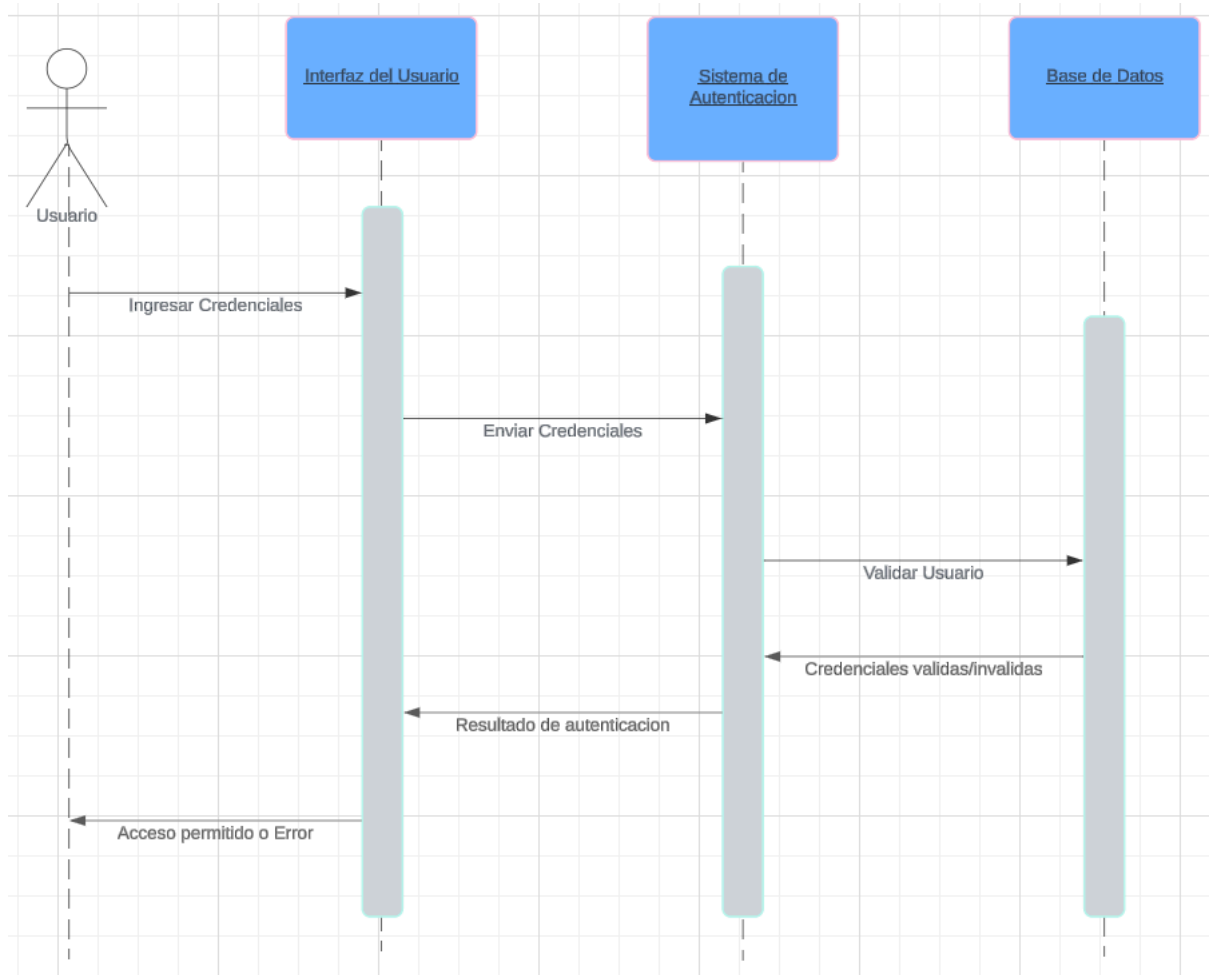 Interfaz del Usuario
Sistema de
Autenticacion
Base de Datos
Usuario
Ingresar Credenciales
Enviar Credenciales
Validar Usuario
Credenciales validas/invalidas
Resultado de autenticacion
Acceso permitido o Error